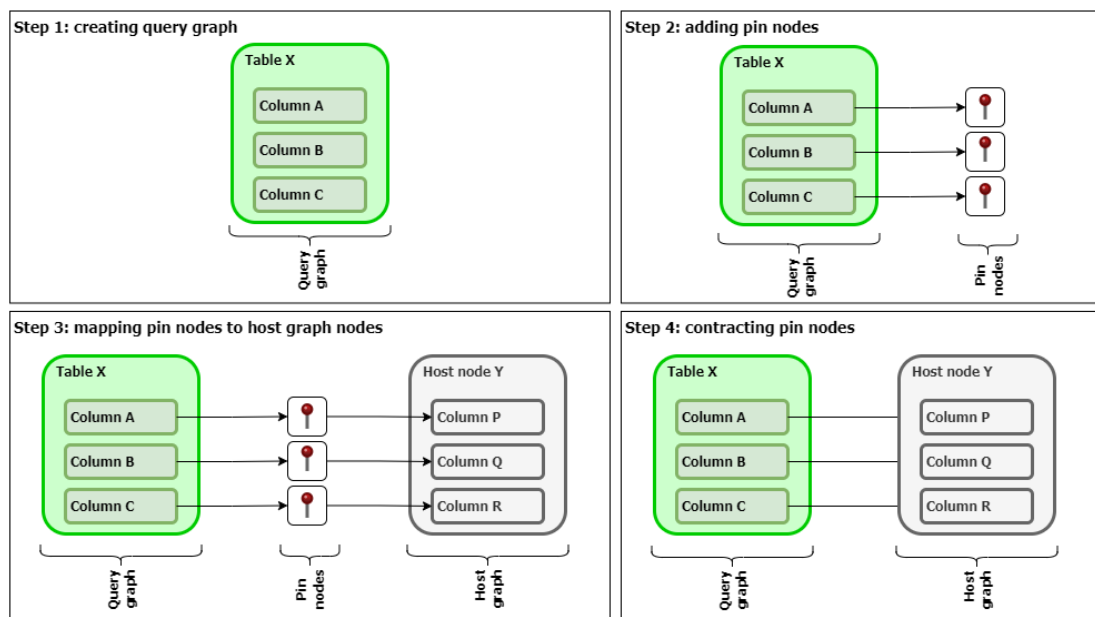 Step 1: creating query graph
Table X
Column A
Column B
Column C
Query
graph
Step 2: adding pin nodes
Table X
Column A
Column B
Column C
Query
graph
Pin
nodes
Step 3: mapping pin nodes to host graph nodes
Table X
Column A
Column B
Column C
Host node Y
Column P
Column Q
Column R
Query
graph
Pin
nodes
Host
graph
Step 4: contracting pin nodes
Table X
Column A
Column B
Column C
Host node Y
Column P
Column Q
Column R
Query
graph
Host
graph